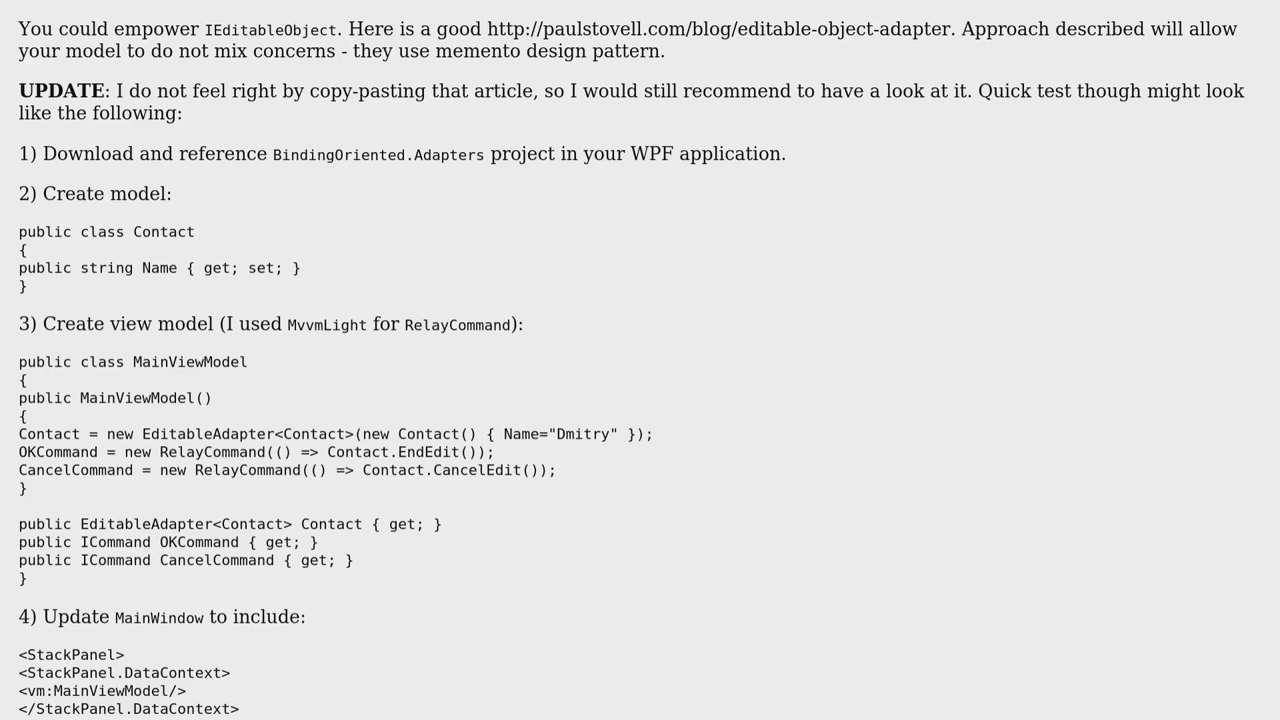 You could empower IEditableObject. Here is a good http://paulstovell.com/blog/editable-object-adapter. Approach described will allow
your model to do not mix concerns - they use memento design pattern.
UPDATE: I do not feel right by copy-pasting that article, so I would still recommend to have a look at it. Quick test though might look
like the following:
1) Download and reference BindingOriented.Adapters project in your WPF application.
2) Create model:
public class Contact
{
public string Name { get; set; }
}
3) Create view model (I used MvvmLight for RelayCommand):
public class MainViewModel
{
public MainViewModel()
{
Contact = new EditableAdapter<Contact>(new Contact() { Name="Dmitry" });
OKCommand = new RelayCommand(() => Contact.EndEdit());
CancelCommand = new RelayCommand(() => Contact.CancelEdit());
}
public EditableAdapter<Contact> Contact { get; }
public ICommand OKCommand { get; }
public ICommand CancelCommand { get; }
}
4) Update MainWindow to include:
<StackPanel>
<StackPanel.DataContext>
<vm:MainViewModel/>
</StackPanel.DataContext>